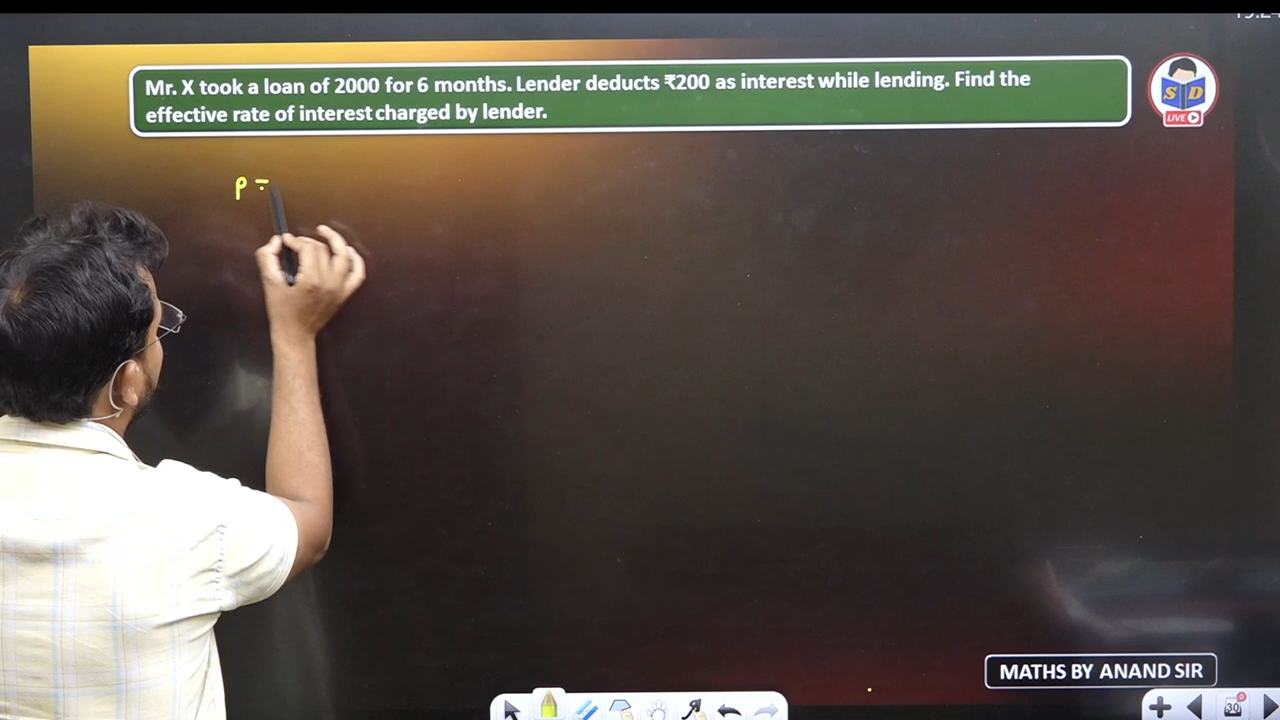 Mr. X took a loan of 2000 for 6 months. Lender deducts ₹200 as interest while lending. Find the
effective rate of interest charged by lender.
S D
LIVE
P =
MATHS BY ANAND SIR
30
0